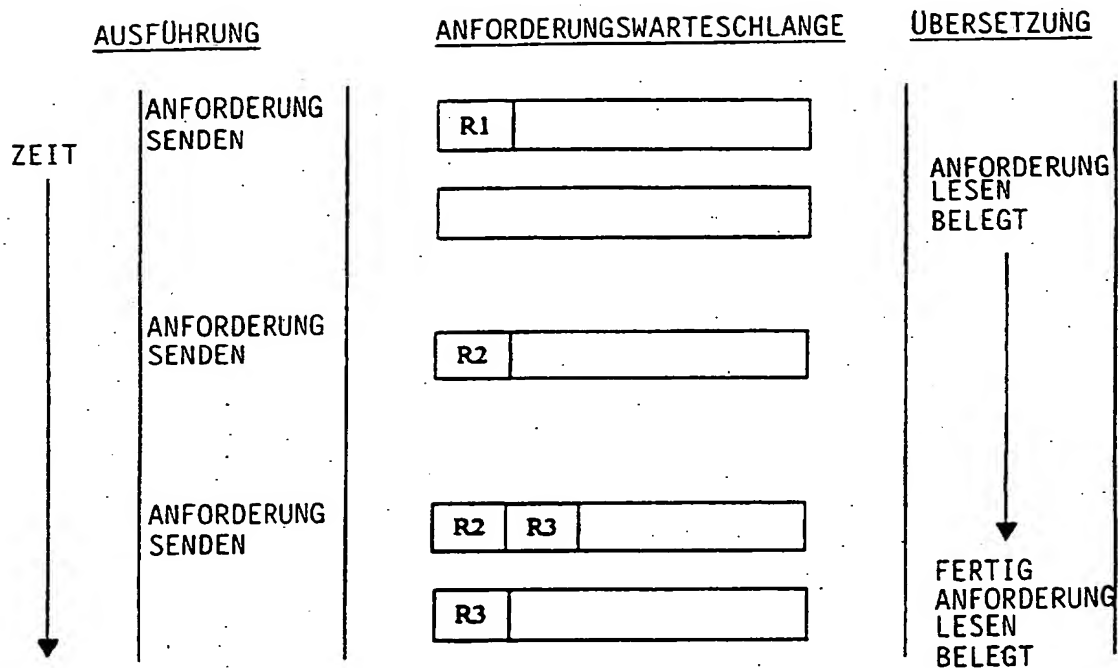 AUSFÜHRUNG
ANFORDERUNGSWARTESCHLANGE
ÜBERSETZUNG
ZEIT
ANFORDERUNG
SENDEN
R1
ANFORDERUNG
LESEN
BELEGT
ANFORDERUNG
SENDEN
R2
ANFORDERUNG
SENDEN
R2 R3
R3
FERTIG
ANFORDERUNG
LESEN
BELEGT